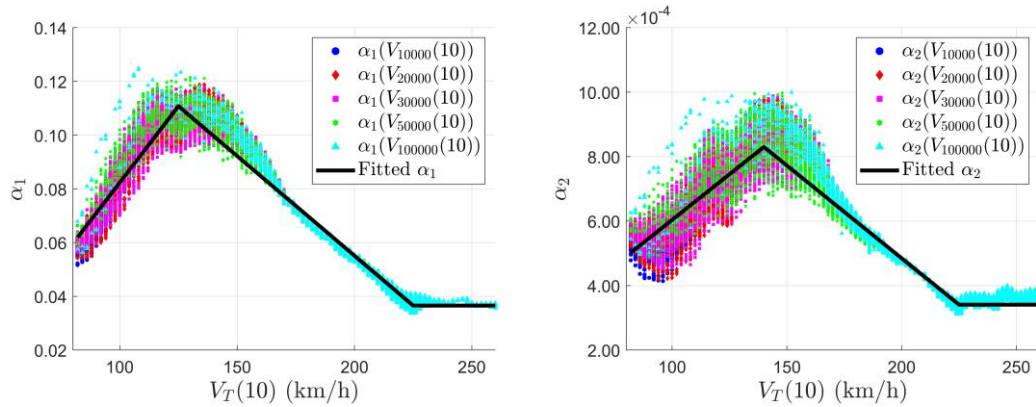 0.14
0.12
0.10
0.08
0.06
0.04
0.02
α1
α1(V10000(10))
α1(V20000(10))
α1(V30000(10))
α1(V50000(10))
α1(V100000(10))
Fitted α1
100 150 200 250
VT(10) (km/h)
×10-4
12.00
10.00
8.00
6.00
4.00
2.00
α2
α2(V10000(10))
α2(V20000(10))
α2(V30000(10))
α2(V50000(10))
α2(V100000(10))
Fitted α2
100 150 200 250
VT(10) (km/h)